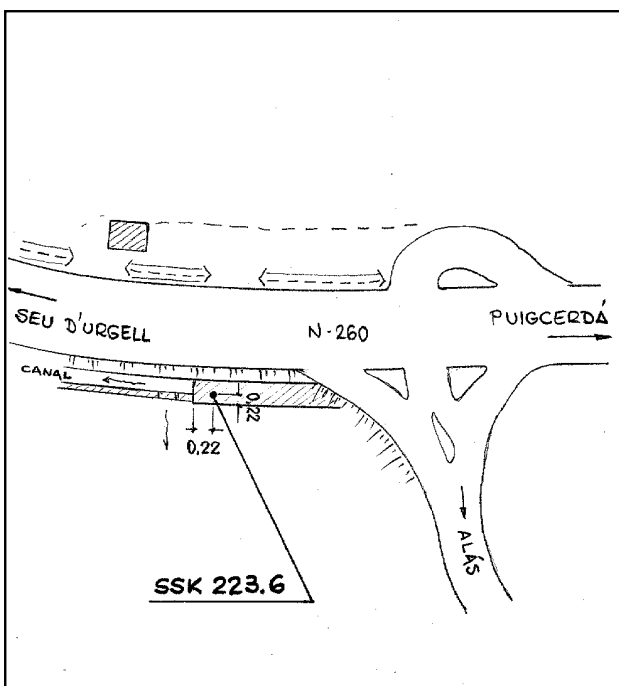 SEU D'URGELL
N-260
PUIGCERDÁ
CANAL
0,22
0,22
ALÁS
SSK 223.6